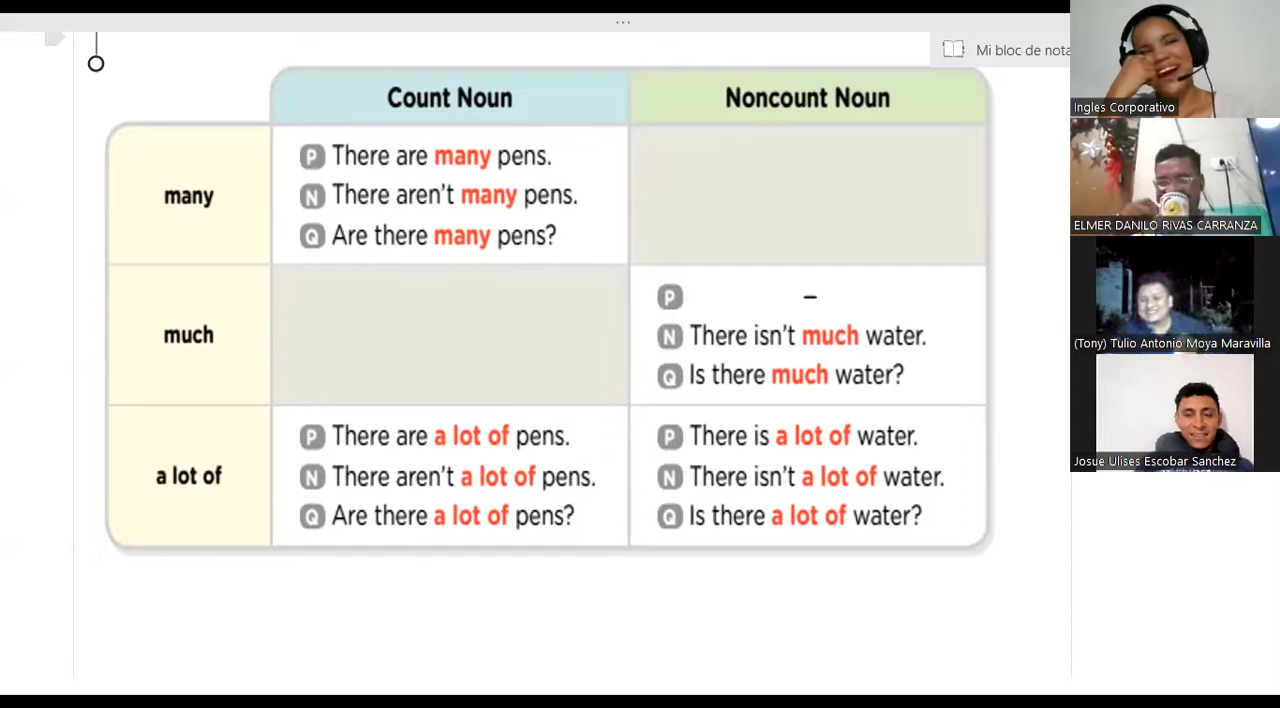 ...
Mi bloc de nota
Count Noun
Noncount Noun
many
P There are many pens.
N There aren't many pens.
Q Are there many pens?
much
P –
N There isn't much water.
Q Is there much water?
a lot of
P There are a lot of pens.
N There aren't a lot of pens.
Q Are there a lot of pens?
P There is a lot of water.
N There isn't a lot of water.
Q Is there a lot of water?
Ingles Corporativo
ELMER DANILO RIVAS CARRANZA
(Tony) Tulio Antonio Moya Maravilla
Josue Ulises Escobar Sanchez